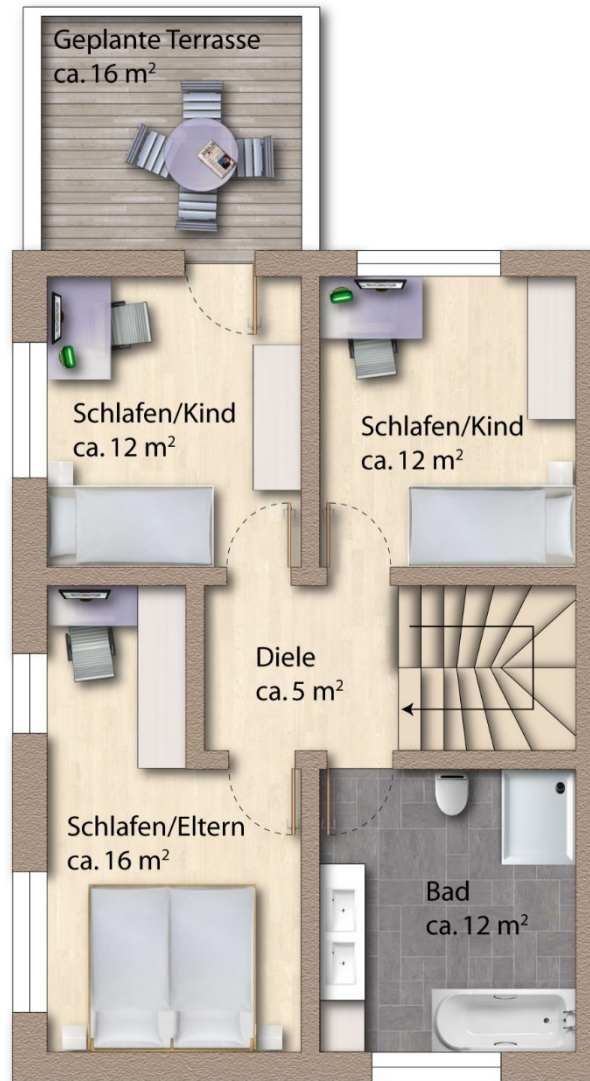 Geplante Terrasse
ca. 16 m²
Schlafen/Kind
ca. 12 m²
Schlafen/Kind
ca. 12 m²
Diele
ca. 5 m²
Schlafen/Eltern
ca. 16 m²
Bad
ca. 12 m²